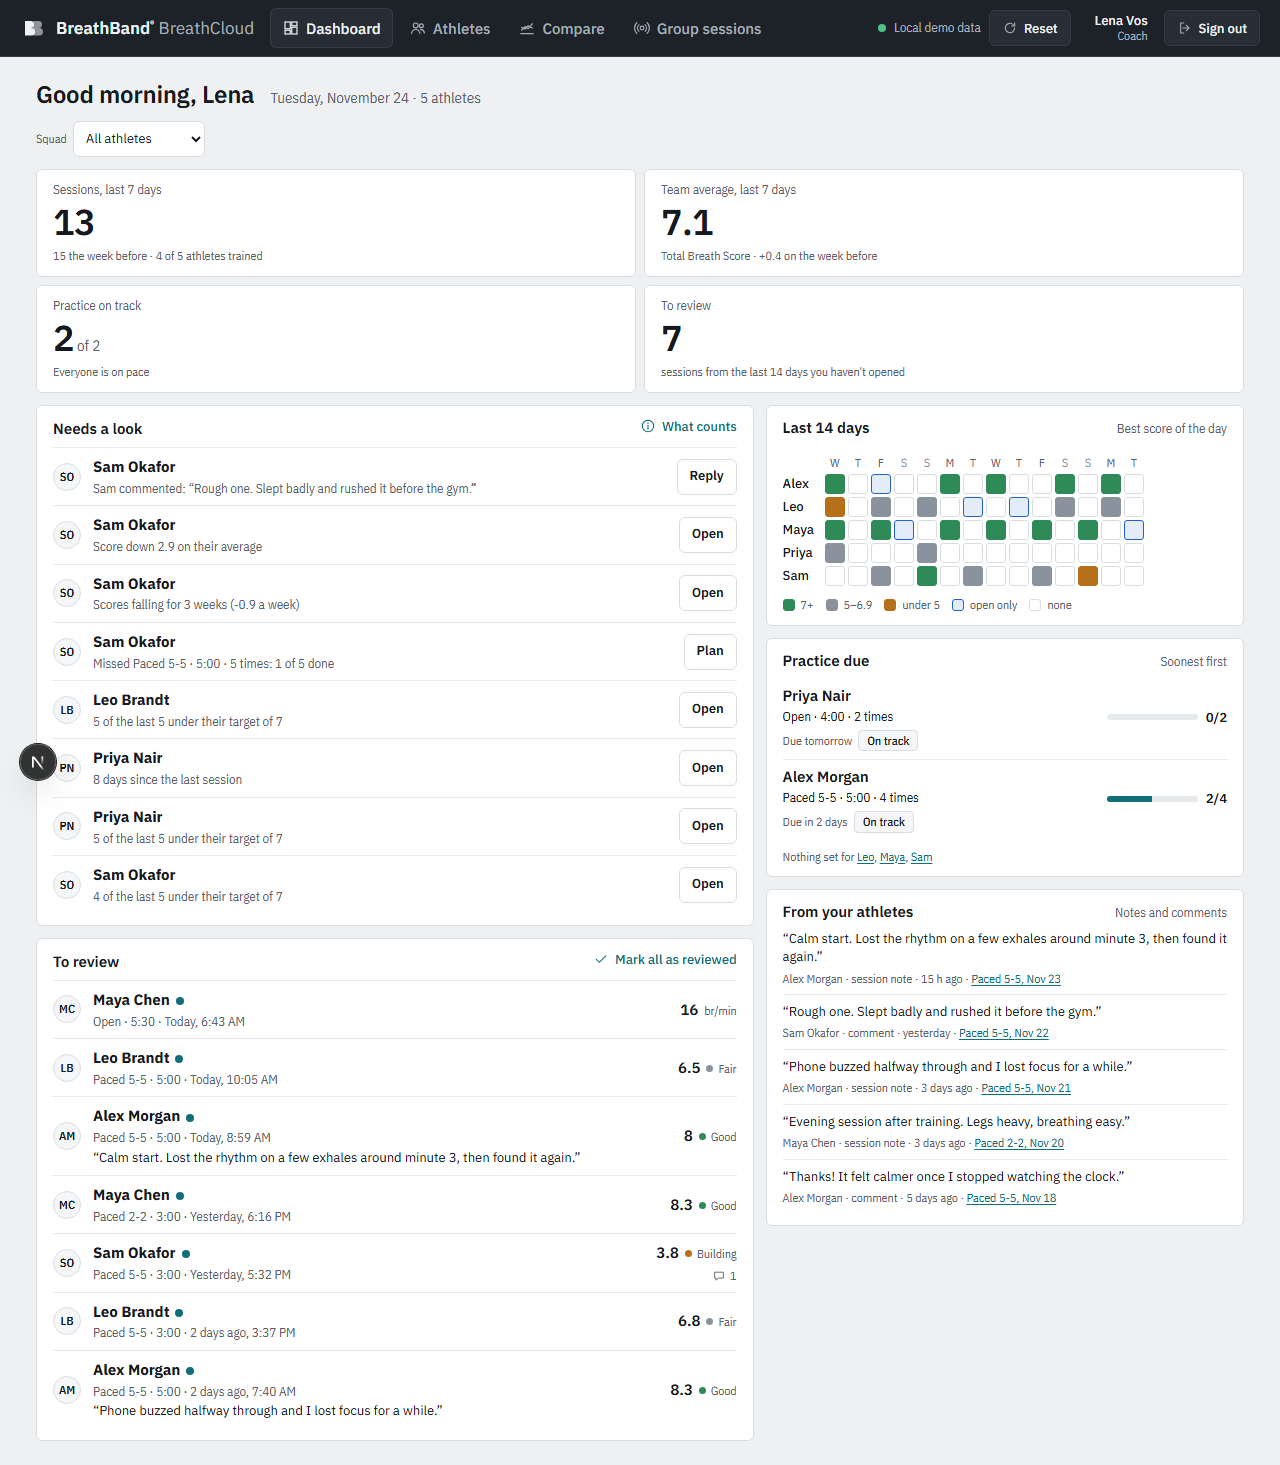 BreathBand® BreathCloud
Dashboard
Athletes
Compare
Group sessions
Local demo data
Reset
Lena Vos
Coach
Sign out
Good morning, Lena
Tuesday, November 24 · 5 athletes
Squad
All athletes
Sessions, last 7 days
13
15 the week before · 4 of 5 athletes trained
Team average, last 7 days
7.1
Total Breath Score · +0.4 on the week before
Practice on track
2 of 2
Everyone is on pace
To review
7
sessions from the last 14 days you haven't opened
Needs a look
What counts
SO
Sam Okafor
Sam commented: “Rough one. Slept badly and rushed it before the gym.”
Reply
SO
Sam Okafor
Score down 2.9 on their average
Open
SO
Sam Okafor
Scores falling for 3 weeks (-0.9 a week)
Open
SO
Sam Okafor
Missed Paced 5-5 · 5:00 · 5 times: 1 of 5 done
Plan
LB
Leo Brandt
5 of the last 5 under their target of 7
Open
N
PN
Priya Nair
8 days since the last session
Open
PN
Priya Nair
5 of the last 5 under their target of 7
Open
SO
Sam Okafor
4 of the last 5 under their target of 7
Open
To review
Mark all as reviewed
MC
Maya Chen
Open · 5:30 · Today, 6:43 AM
16 br/min
LB
Leo Brandt
Paced 5-5 · 5:00 · Today, 10:05 AM
6.5 Fair
AM
Alex Morgan
Paced 5-5 · 5:00 · Today, 8:59 AM
“Calm start. Lost the rhythm on a few exhales around minute 3, then found it again.”
8 Good
MC
Maya Chen
Paced 2-2 · 3:00 · Yesterday, 6:16 PM
8.3 Good
SO
Sam Okafor
Paced 5-5 · 3:00 · Yesterday, 5:32 PM
3.8 Building
1
LB
Leo Brandt
Paced 5-5 · 3:00 · 2 days ago, 3:37 PM
6.8 Fair
AM
Alex Morgan
Paced 5-5 · 5:00 · 2 days ago, 7:40 AM
“Phone buzzed halfway through and I lost focus for a while.”
8.3 Good
Last 14 days
Best score of the day
W T F S S M T W T F S S M T
Alex
Leo
Maya
Priya
Sam
7+
5–6.9
under 5
open only
none
Practice due
Soonest first
Priya Nair
Open · 4:00 · 2 times
0/2
Due tomorrow
On track
Alex Morgan
Paced 5-5 · 5:00 · 4 times
2/4
Due in 2 days
On track
Nothing set for Leo, Maya, Sam
From your athletes
Notes and comments
“Calm start. Lost the rhythm on a few exhales around minute 3, then found it
again.”
Alex Morgan · session note · 15 h ago · Paced 5-5, Nov 23
“Rough one. Slept badly and rushed it before the gym.”
Sam Okafor · comment · yesterday · Paced 5-5, Nov 22
“Phone buzzed halfway through and I lost focus for a while.”
Alex Morgan · session note · 3 days ago · Paced 5-5, Nov 21
“Evening session after training. Legs heavy, breathing easy.”
Maya Chen · session note · 3 days ago · Paced 2-2, Nov 20
“Thanks! It felt calmer once I stopped watching the clock.”
Alex Morgan · comment · 5 days ago · Paced 5-5, Nov 18